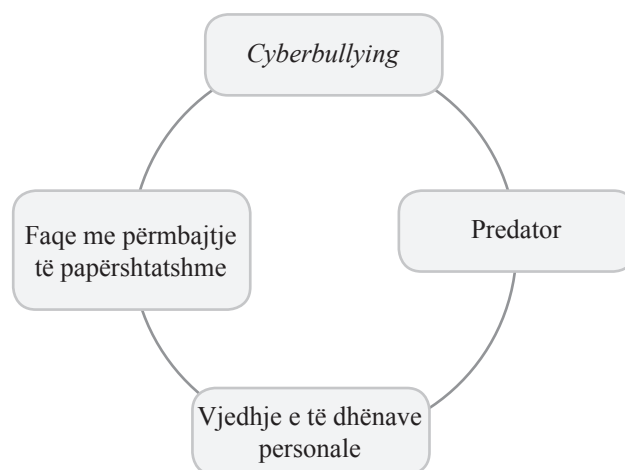 Cyberbullying
Predator
Faqe me përmbajtje
të papërshtatshme
Vjedhje e të dhënave
personale